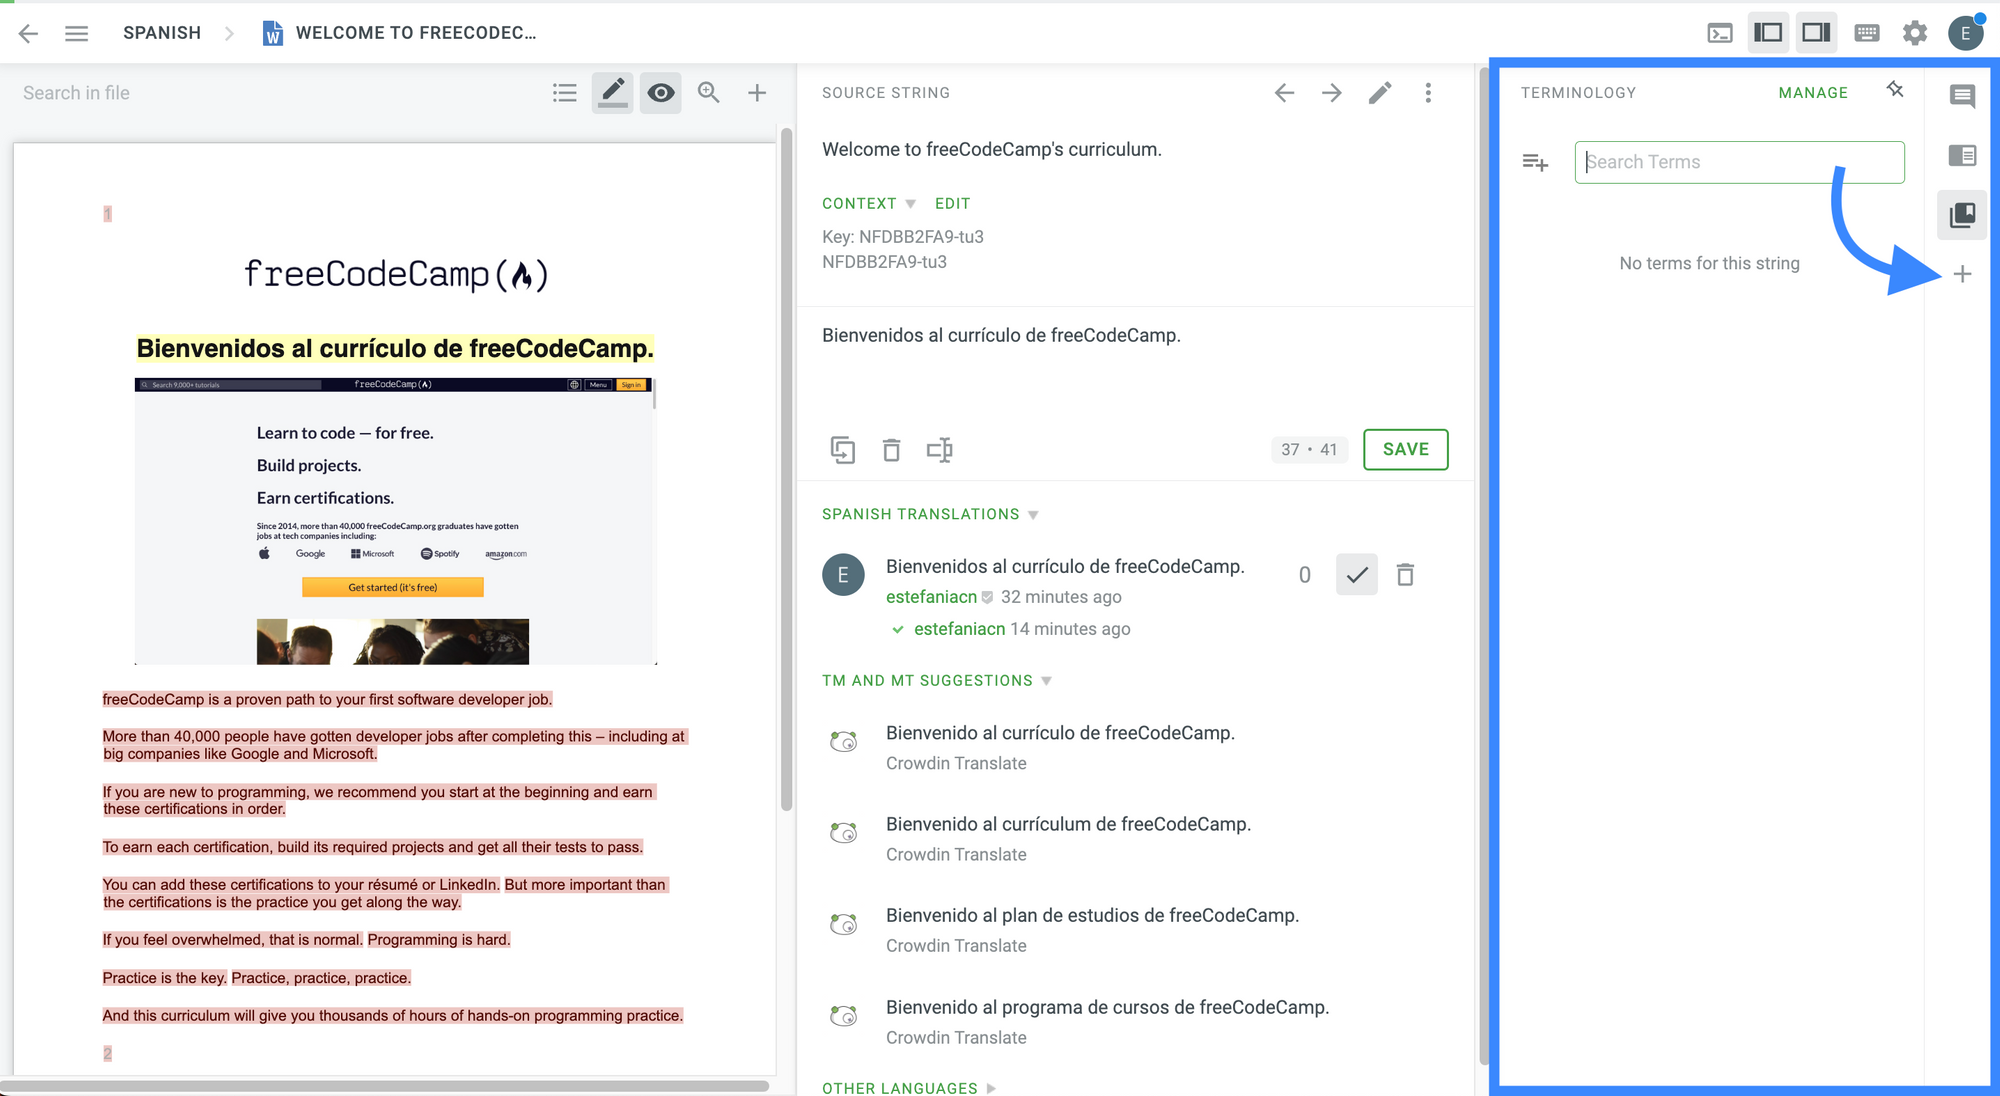 SPANISH
WELCOME TO FREECODEC...
E
Search in file
1
freeCodeCamp
Bienvenidos al currículo de freeCodeCamp.
Search 9,000+ tutorials
freeCodeCamp
Menu
Sign in
Learn to code — for free.
Build projects.
Earn certifications.
Since 2014, more than 40,000 freeCodeCamp.org graduates have gotten
jobs at tech companies including:
Google
Microsoft
Spotify
amazon.com
Get started (it's free)
freeCodeCamp is a proven path to your first software developer job.
More than 40,000 people have gotten developer jobs after completing this – including at
big companies like Google and Microsoft.
If you are new to programming, we recommend you start at the beginning and earn
these certifications in order.
To earn each certification, build its required projects and get all their tests to pass.
You can add these certifications to your résumé or LinkedIn. But more important than
the certifications is the practice you get along the way.
If you feel overwhelmed, that is normal. Programming is hard.
Practice is the key. Practice, practice, practice.
And this curriculum will give you thousands of hours of hands-on programming practice.
2
SOURCE STRING
Welcome to freeCodeCamp's curriculum.
CONTEXT
EDIT
Key: NFDBB2FA9-tu3
NFDBB2FA9-tu3
Bienvenidos al currículo de freeCodeCamp.
37 • 41
SAVE
SPANISH TRANSLATIONS
E
Bienvenidos al currículo de freeCodeCamp.
0
estefaniacn 32 minutes ago
estefaniacn 14 minutes ago
TM AND MT SUGGESTIONS
Bienvenido al currículo de freeCodeCamp.
Crowdin Translate
Bienvenido al currículum de freeCodeCamp.
Crowdin Translate
Bienvenido al plan de estudios de freeCodeCamp.
Crowdin Translate
Bienvenido al programa de cursos de freeCodeCamp.
Crowdin Translate
OTHER LANGUAGES
TERMINOLOGY
MANAGE
Search Terms
No terms for this string